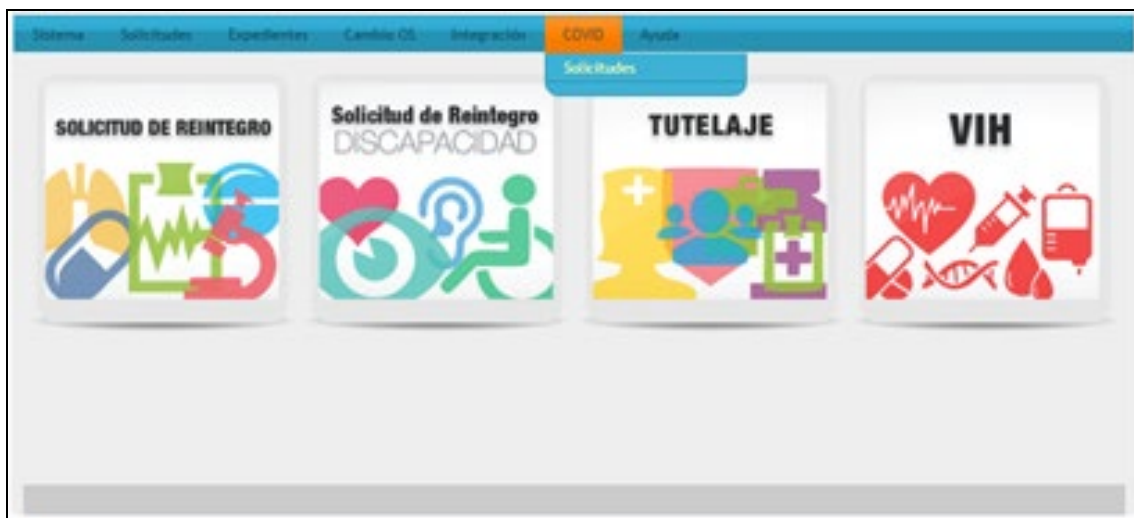 Sistema Solicitudes Expedientes Cambio OS Integración COVID Ayuda
Solicitudes
SOLICITUD DE REINTEGRO
Solicitud de Reintegro
DISCAPACIDAD
TUTELAJE
VIH